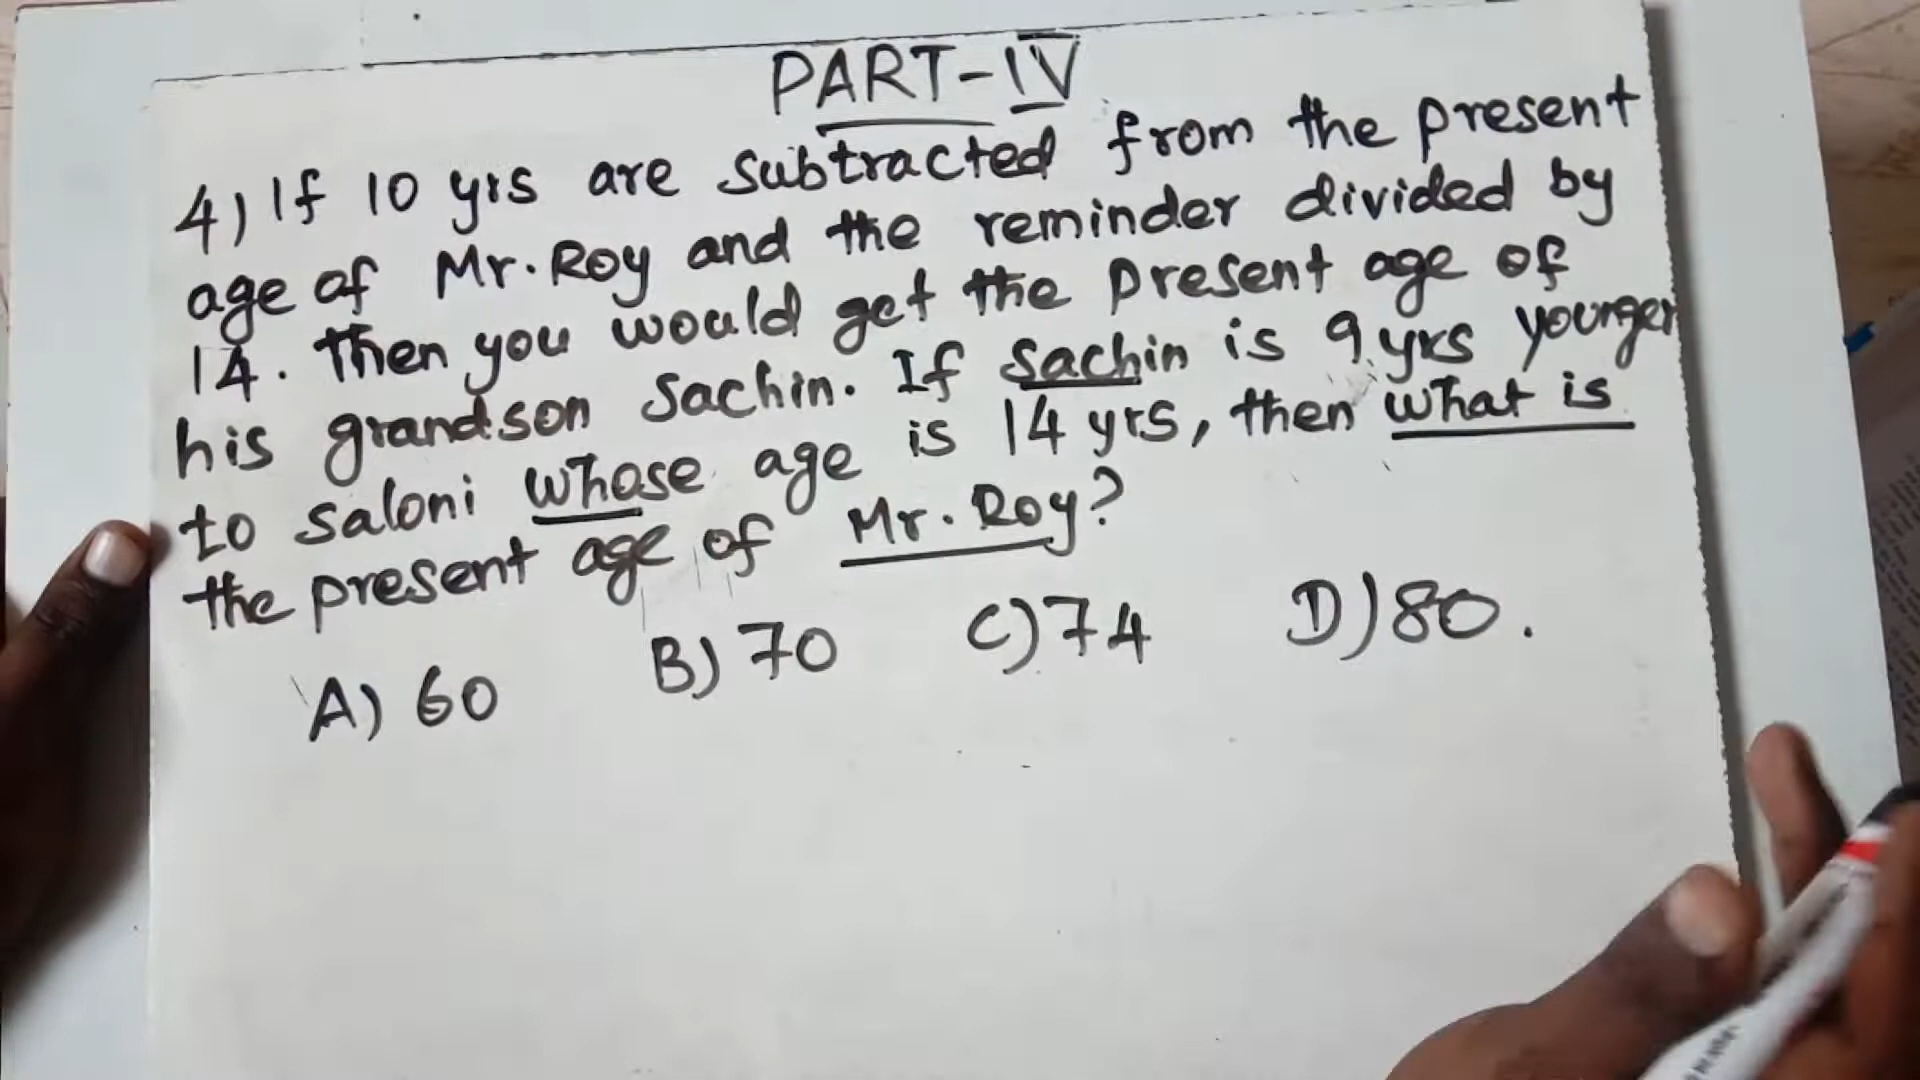 PART-IV
4) If 10 yrs are subtracted from the present
age of Mr. Roy and the reminder divided by
14. Then you would get the present age of
his grandson Sachin. If Sachin is 9 yrs younger
to saloni whose age is 14 yrs, then what is
the present age of Mr. Roy?
A) 60 B) 70 C) 74 D) 80.